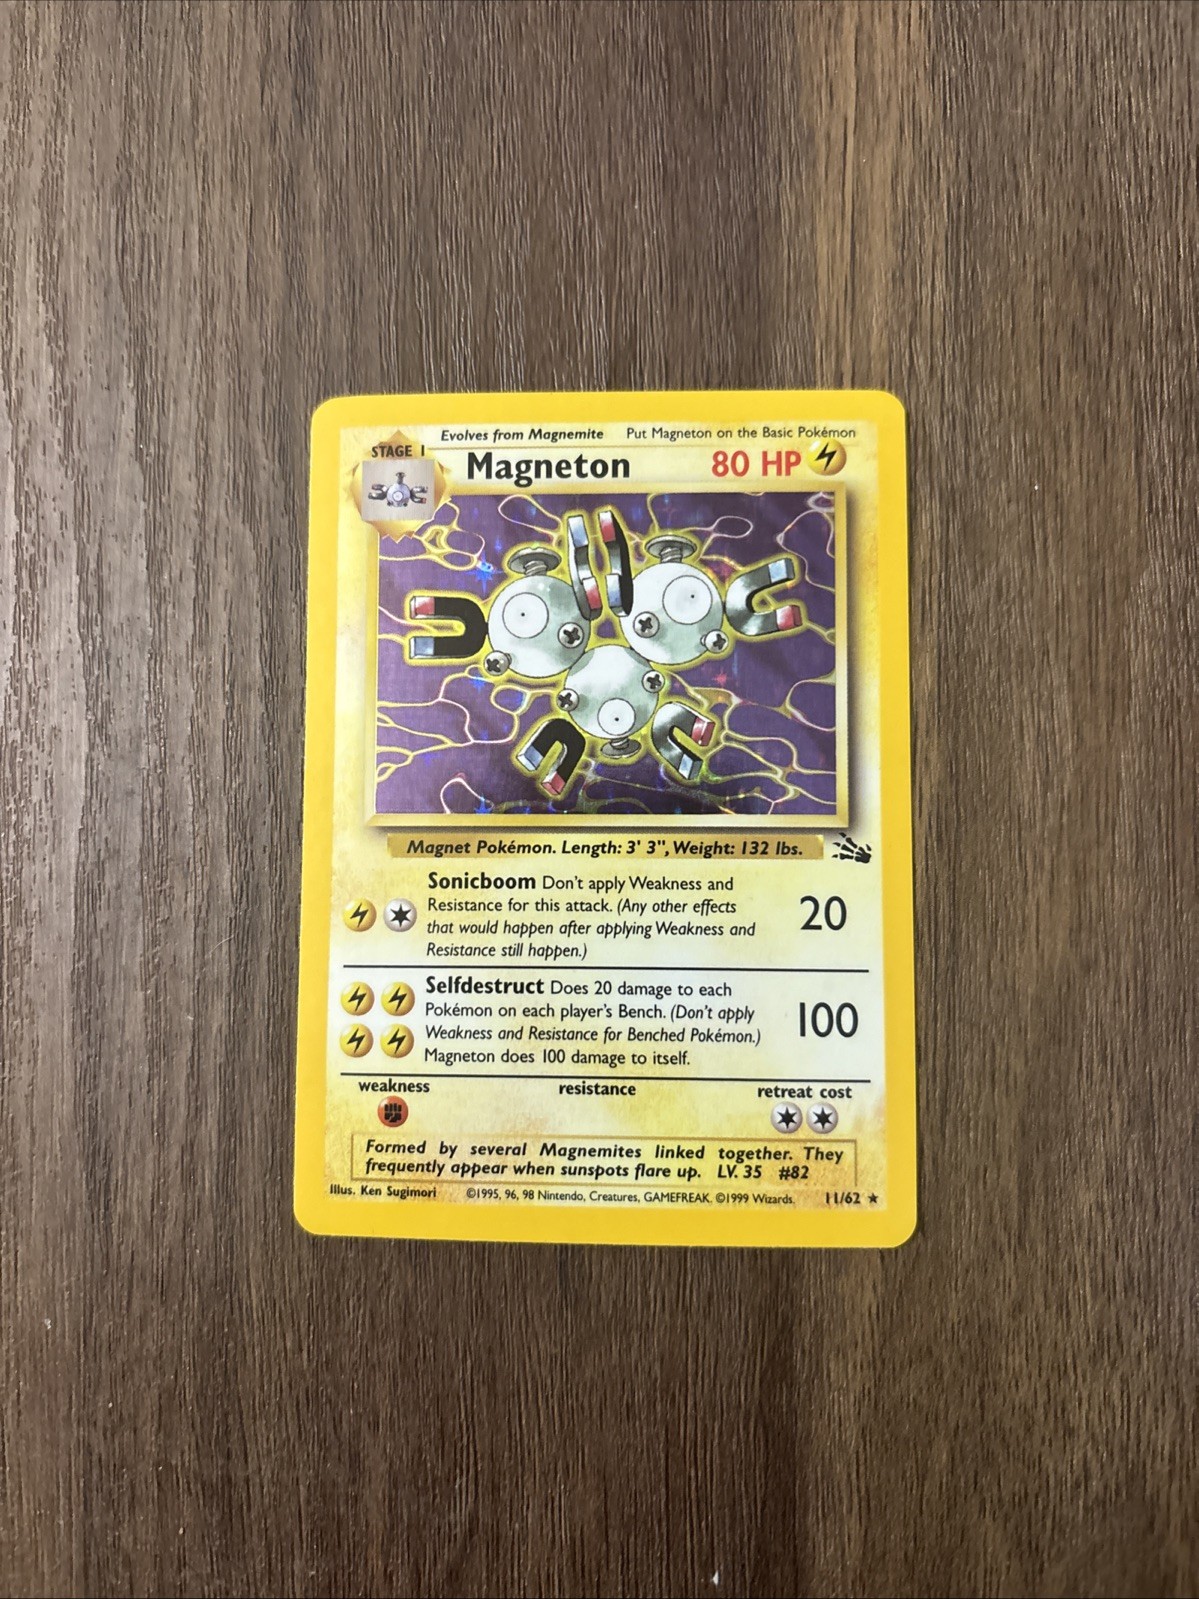 Evolves from Magnemite Put Magneton on the Basic Pokémon
STAGE 1
Magneton 80 HP
Magnet Pokémon. Length: 3' 3", Weight: 132 lbs.
Sonicboom Don't apply Weakness and
Resistance for this attack. (Any other effects
that would happen after applying Weakness and
Resistance still happen.)
20
Selfdestruct Does 20 damage to each
Pokémon on each player's Bench. (Don't apply
Weakness and Resistance for Benched Pokémon.)
Magneton does 100 damage to itself.
100
weakness resistance retreat cost
Formed by several Magnemites linked together. They
frequently appear when sunspots flare up. LV. 35 #82
Illus. Ken Sugimori ©1995, 96, 98 Nintendo, Creatures, GAMEFREAK. ©1999 Wizards. 11/62